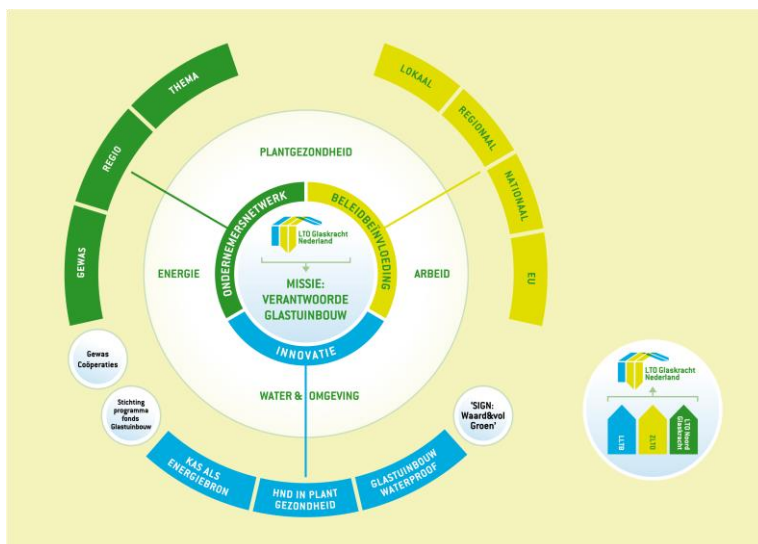 THEMA
REGIO
GEWAS
LOKAAL
REGIONAAL
NATIONAAL
EU
PLANTGEZONDHEID
ENERGIE
ARBEID
WATER & OMGEVING
ONDERNEMERSNETWERK
BELEIDBEÏNVLOEDING
INNOVATIE
LTO Glaskracht
Nederland
MISSIE:
VERANTWOORDE
GLASTUINBOUW
Gewas
Coöperaties
Stichting
programma
fonds
Glastuinbouw
'SIGN:
Waard&vol
Groen'
KAS ALS
ENERGIEBRON
HND IN PLANT
GEZONDHEID
GLASTUINBOUW
WATERPROOF
LTO Glaskracht
Nederland
LLTB
ZLTO
LTO Noord
Glaskracht